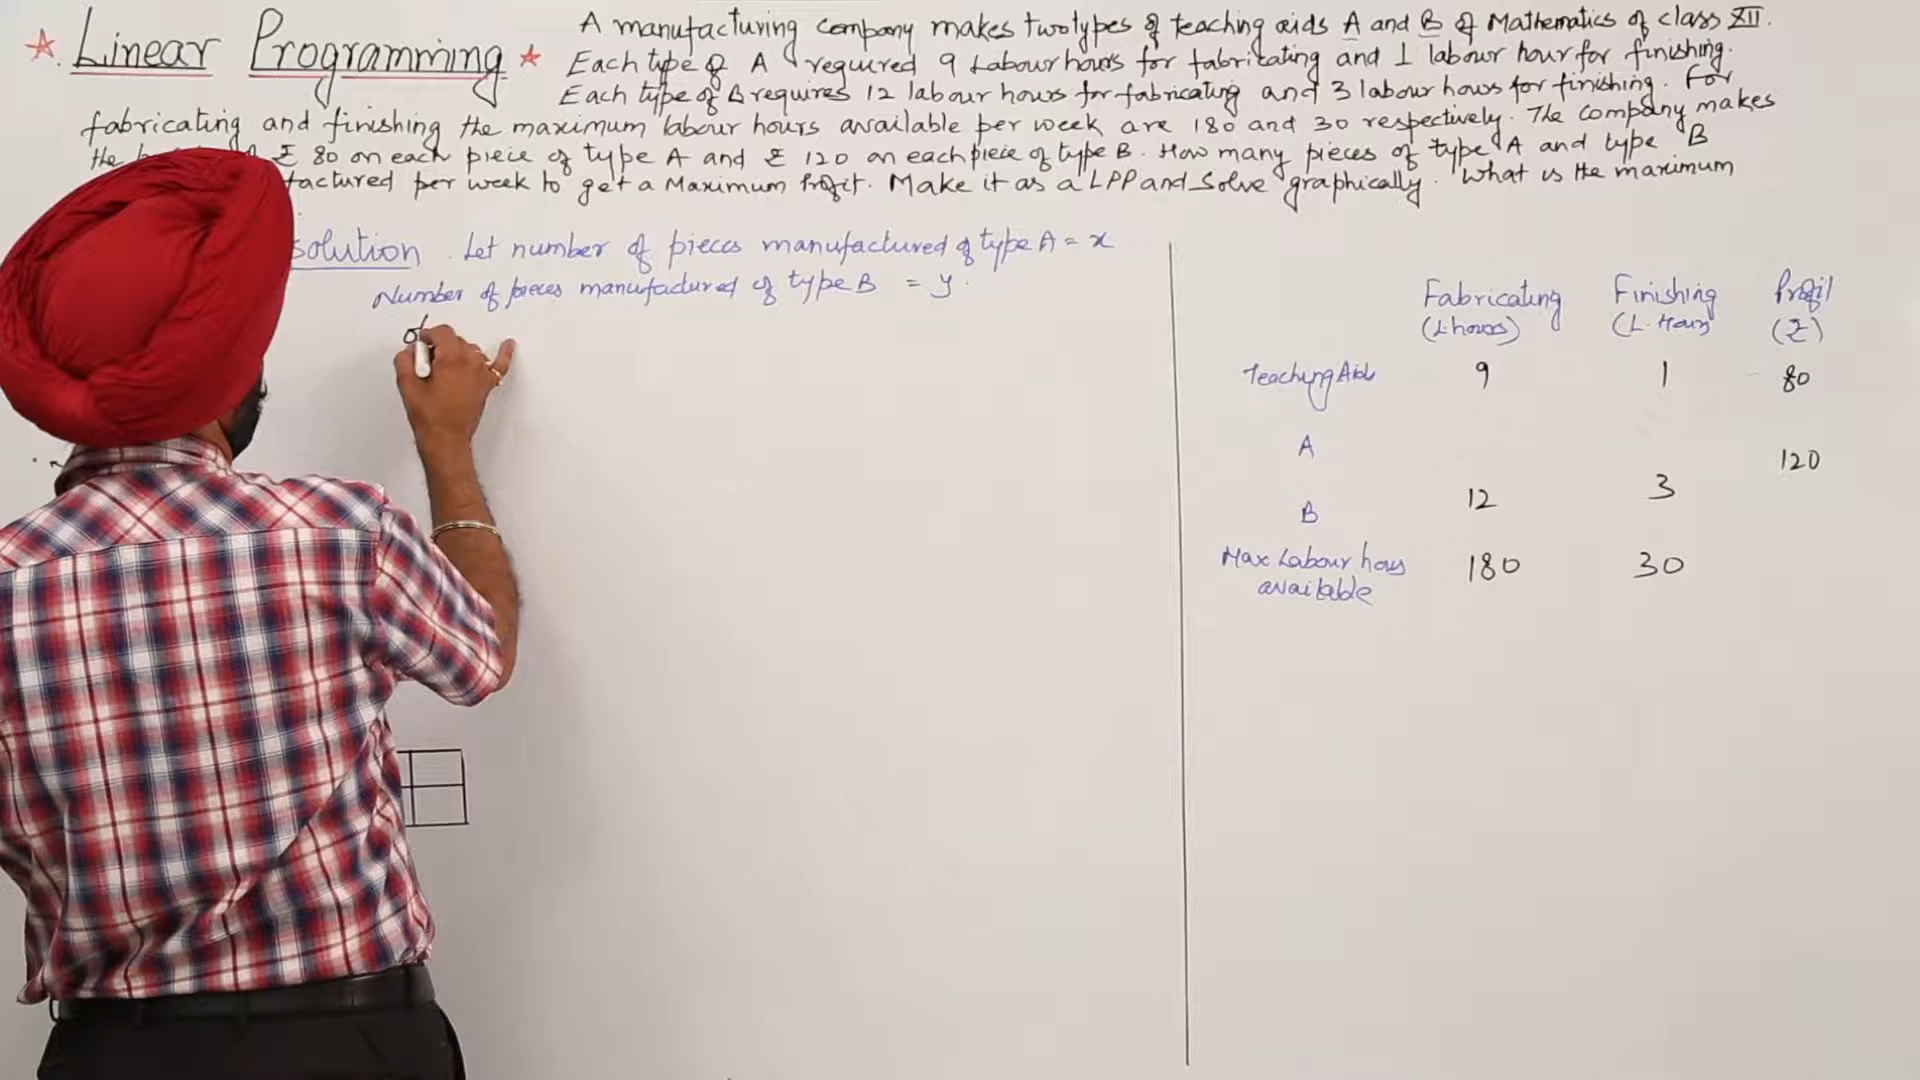 ★. Linear Programming ★
A manufacturing company makes two types of teaching aids A and B of Mathematics of class XII.
Each type of A required 9 Labour hours for fabricating and 1 labour hour for finishing.
Each type of B requires 12 labour hours for fabricating and 3 labour hours for finishing. For
fabricating and finishing the maximum labour hours available per week are 180 and 30 respectively. The company makes
the ₹ 80 on each piece of type A and ₹ 120 on each piece of type B. How many pieces of type A and type B
factured per week to get a Maximum Profit. Make it as a LPP and Solve graphically. What is the maximum
solution. Let number of pieces manufactured of type A = x
Number of pieces manufactured of type B = y.
Fabricating Finishing Profit
(L. hours) (L. Hours) (₹)
Teaching Aids 9 1 80
A
120
B 12 3
Max Labour hours 180 30
available